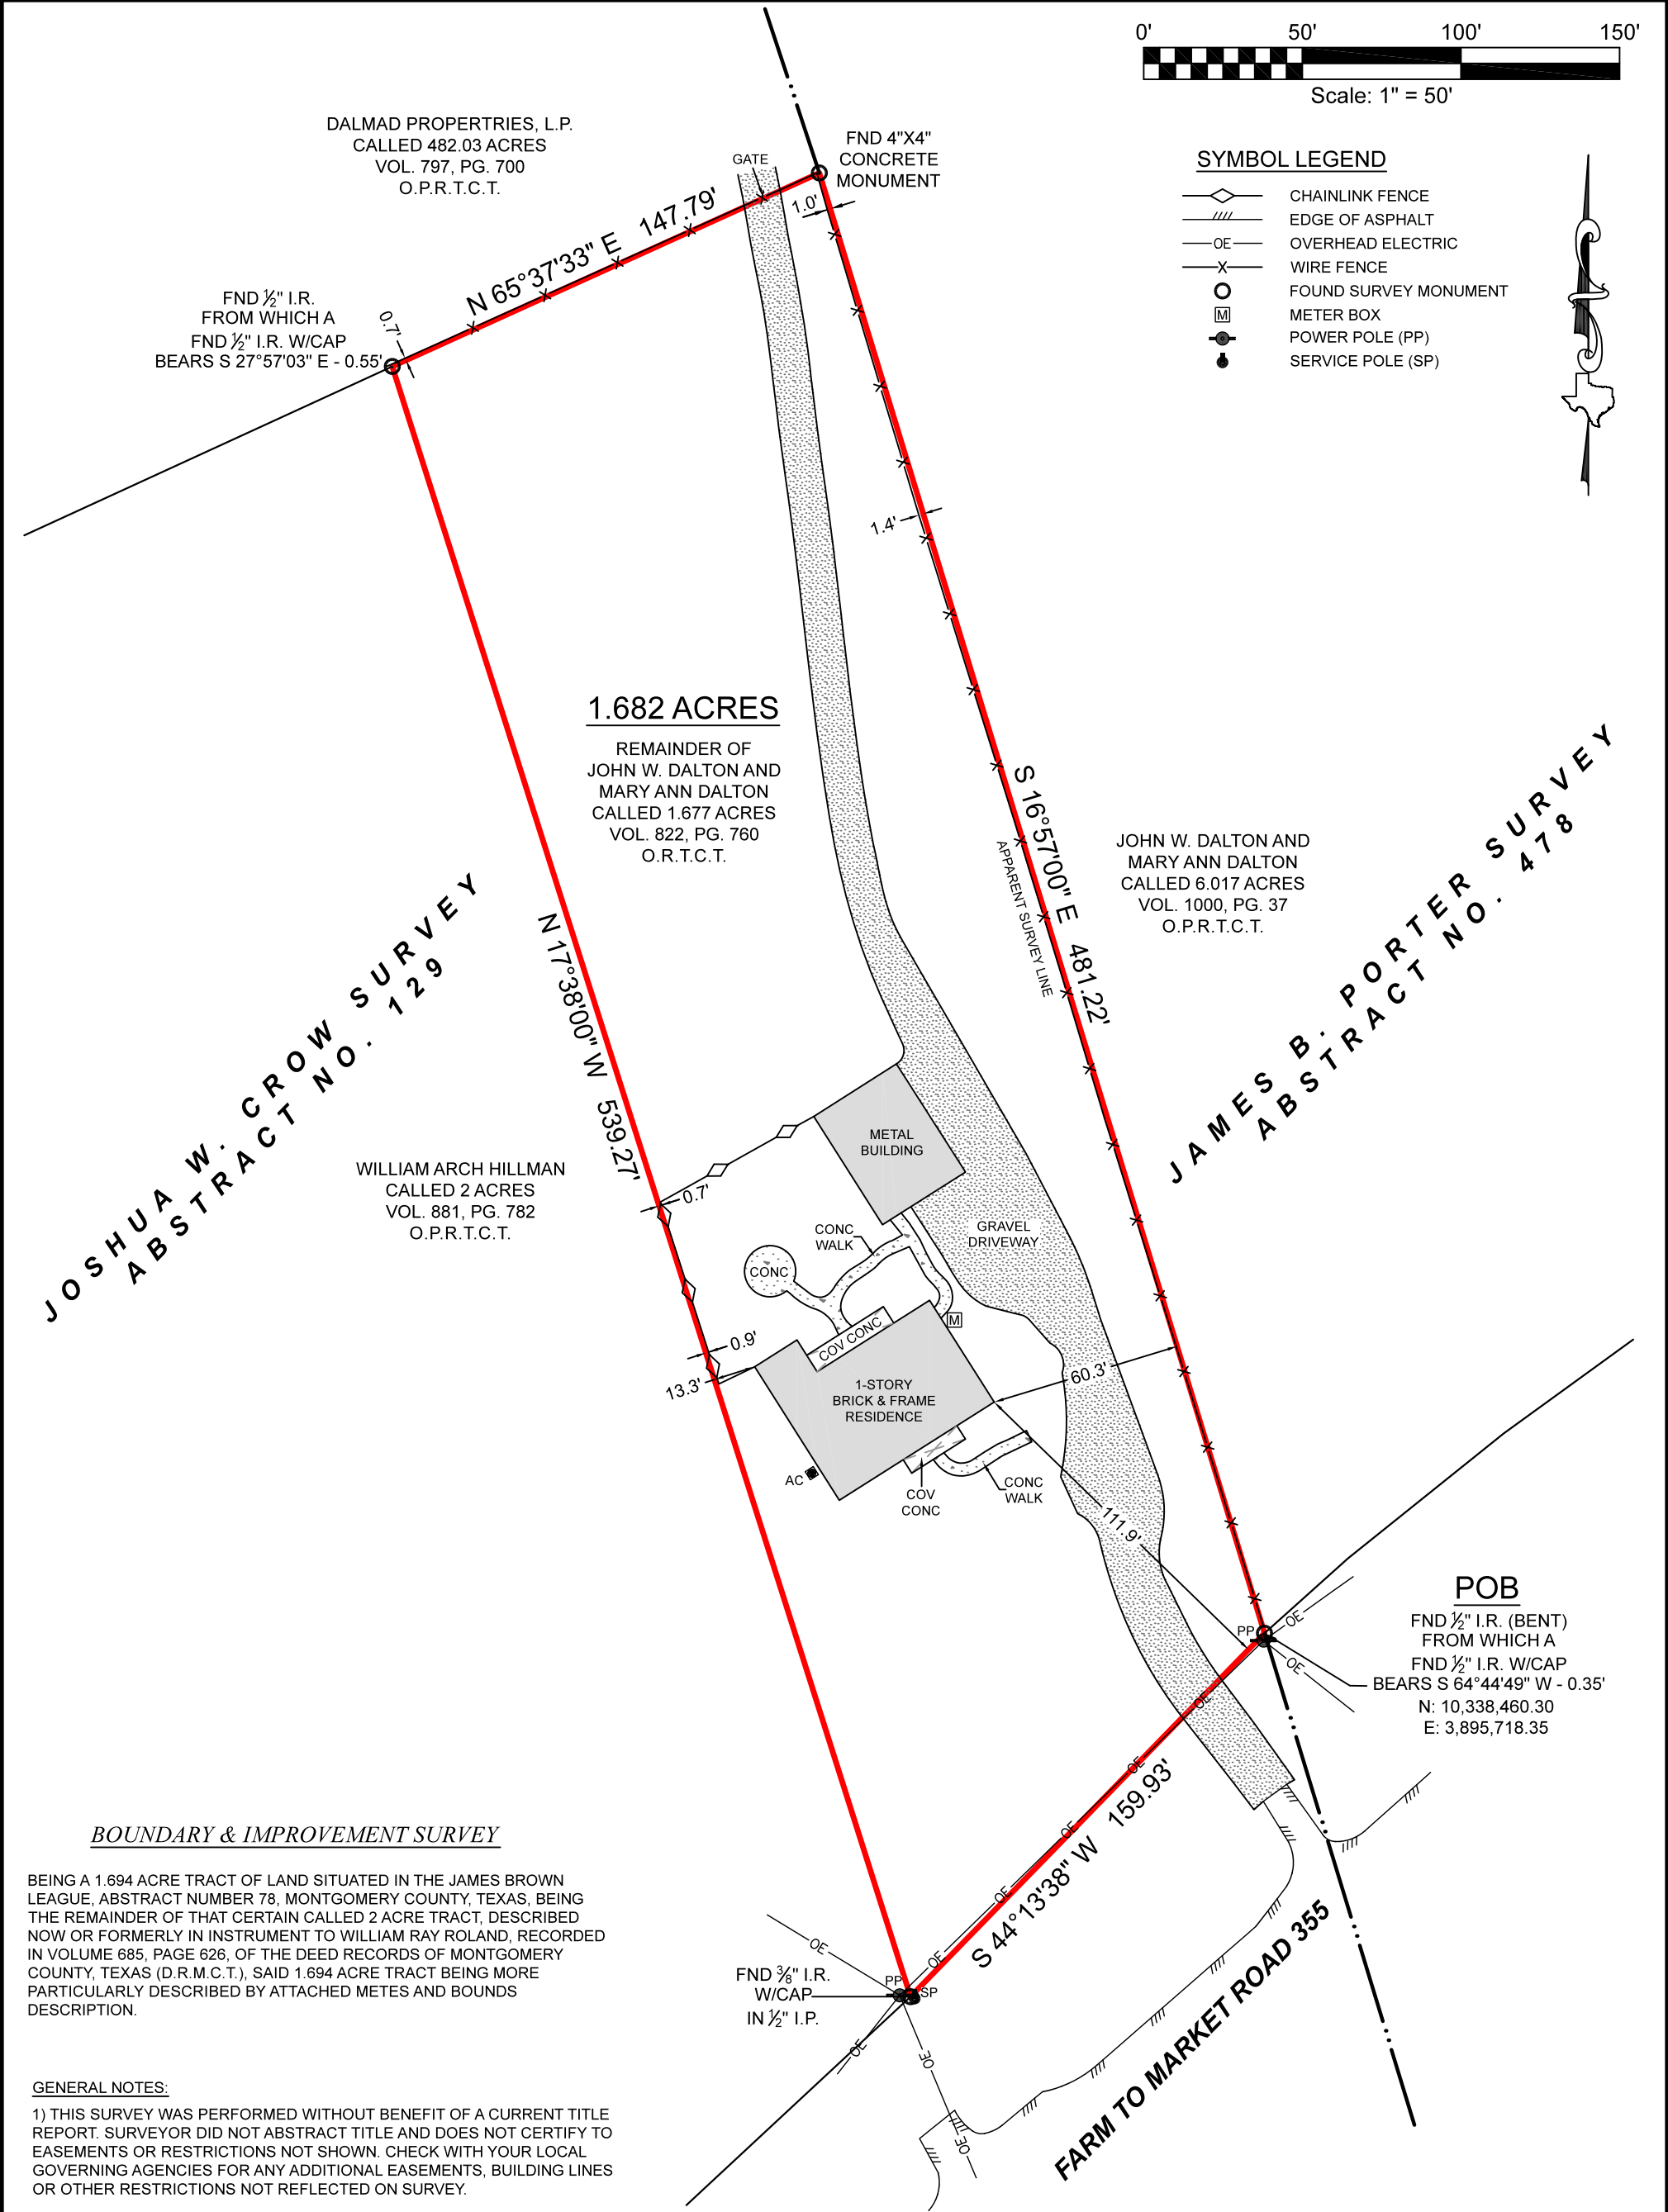 0' 50' 100' 150'
Scale: 1" = 50'
DALMAD PROPERTRIES, L.P.
CALLED 482.03 ACRES
VOL. 797, PG. 700
O.P.R.T.C.T.
GATE
FND 4"X4"
CONCRETE
MONUMENT
1.0'
SYMBOL LEGEND
CHAINLINK FENCE
EDGE OF ASPHALT
OE OVERHEAD ELECTRIC
X WIRE FENCE
FOUND SURVEY MONUMENT
M METER BOX
POWER POLE (PP)
SERVICE POLE (SP)
N 65°37'33" E 147.79'
FND ½" I.R.
FROM WHICH A
FND ½" I.R. W/CAP
BEARS S 27°57'03" E - 0.55'
0.7'
1.4'
1.682 ACRES
REMAINDER OF
JOHN W. DALTON AND
MARY ANN DALTON
CALLED 1.677 ACRES
VOL. 822, PG. 760
O.R.T.C.T.
S 16°57'00" E 481.22'
APPARENT SURVEY LINE
JOHN W. DALTON AND
MARY ANN DALTON
CALLED 6.017 ACRES
VOL. 1000, PG. 37
O.P.R.T.C.T.
JAMES B. PORTER SURVEY
ABSTRACT NO. 478
JOSHUA W. CROW SURVEY
ABSTRACT NO. 129
N 17°38'00" W 539.27'
WILLIAM ARCH HILLMAN
CALLED 2 ACRES
VOL. 881, PG. 782
O.P.R.T.C.T.
METAL
BUILDING
0.7'
CONC
WALK
GRAVEL
DRIVEWAY
CONC
M
COV CONC
0.9'
13.3'
60.3'
1-STORY
BRICK & FRAME
RESIDENCE
AC
COV
CONC
CONC
WALK
111.9'
PP
OE
OE
POB
FND ½" I.R. (BENT)
FROM WHICH A
FND ½" I.R. W/CAP
BEARS S 64°44'49" W - 0.35'
N: 10,338,460.30
E: 3,895,718.35
OE
OE
OE
OE
OE
S 44°13'38" W 159.93'
OE
FND ⅜" I.R.
W/CAP
IN ½" I.P.
PP
SP
OE
OE
OE
FARM TO MARKET ROAD 355
BOUNDARY & IMPROVEMENT SURVEY
BEING A 1.694 ACRE TRACT OF LAND SITUATED IN THE JAMES BROWN
LEAGUE, ABSTRACT NUMBER 78, MONTGOMERY COUNTY, TEXAS, BEING
THE REMAINDER OF THAT CERTAIN CALLED 2 ACRE TRACT, DESCRIBED
NOW OR FORMERLY IN INSTRUMENT TO WILLIAM RAY ROLAND, RECORDED
IN VOLUME 685, PAGE 626, OF THE DEED RECORDS OF MONTGOMERY
COUNTY, TEXAS (D.R.M.C.T.), SAID 1.694 ACRE TRACT BEING MORE
PARTICULARLY DESCRIBED BY ATTACHED METES AND BOUNDS
DESCRIPTION.
GENERAL NOTES:
1) THIS SURVEY WAS PERFORMED WITHOUT BENEFIT OF A CURRENT TITLE
REPORT. SURVEYOR DID NOT ABSTRACT TITLE AND DOES NOT CERTIFY TO
EASEMENTS OR RESTRICTIONS NOT SHOWN. CHECK WITH YOUR LOCAL
GOVERNING AGENCIES FOR ANY ADDITIONAL EASEMENTS, BUILDING LINES
OR OTHER RESTRICTIONS NOT REFLECTED ON SURVEY.